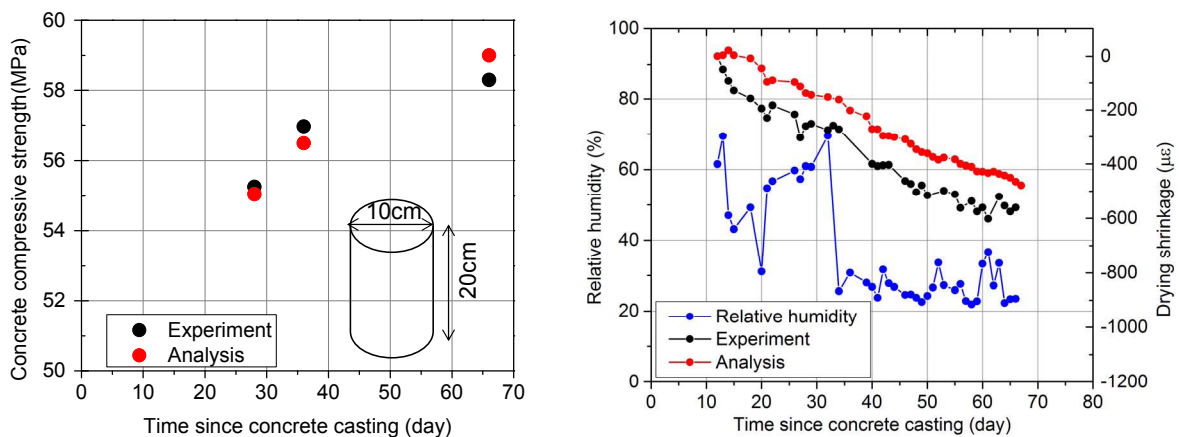 Concrete compressive strength(MPa)
60
58
56
54
52
50
10cm
20cm
Experiment
Analysis
0 10 20 30 40 50 60 70
Time since concrete casting (day)
Relative humidity (%)
100
80
60
40
20
0
Relative humidity
Experiment
Analysis
0 10 20 30 40 50 60 70 80
Time since concrete casting (day)
0
-200
-400
-600
-800
-1000
-1200
Drying shrinkage (με)